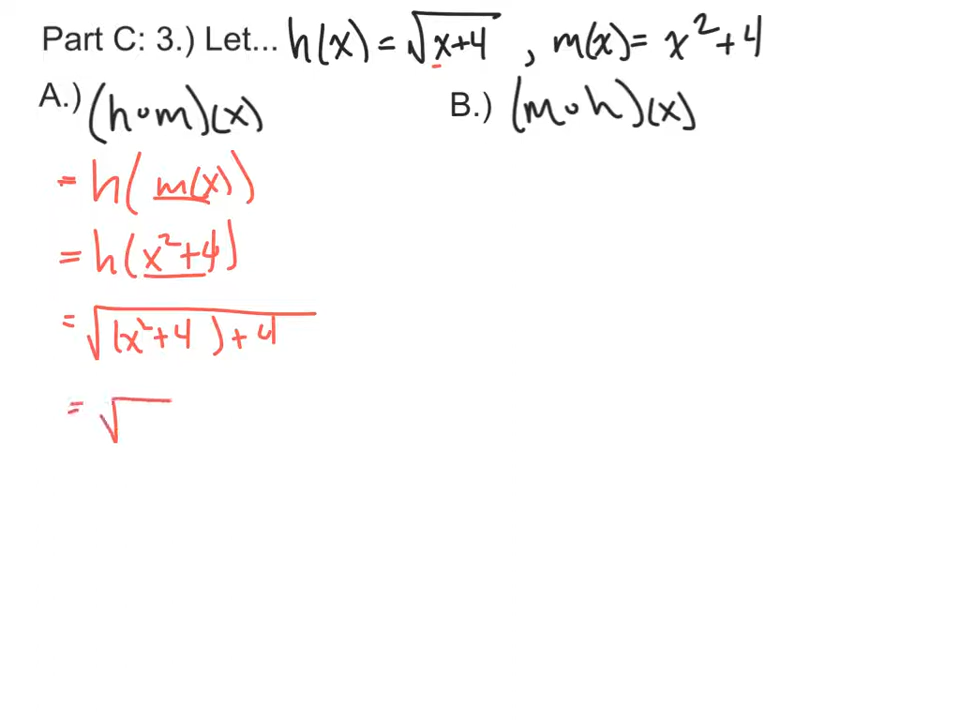 Part C: 3.) Let... h(x) = √(x+4) , m(x) = x²+4
A.) (h∘m)(x)
B.) (m∘h)(x)
= h(m(x))
= h(x²+4)
= √((x²+4)+4)
= √